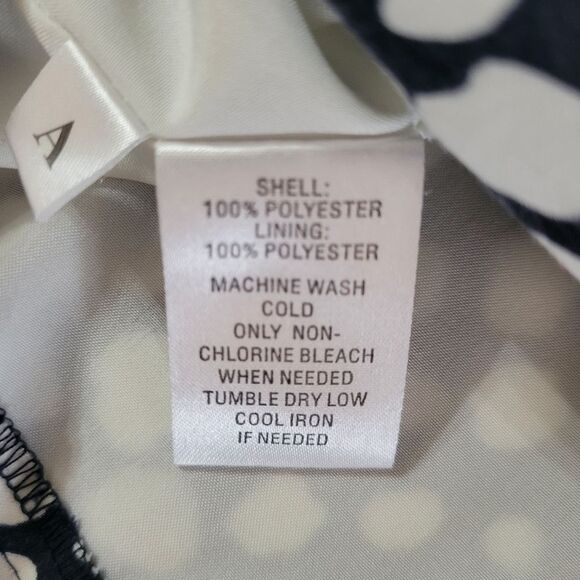 A
SHELL:
100% POLYESTER
LINING:
100% POLYESTER
MACHINE WASH
COLD
ONLY NON-
CHLORINE BLEACH
WHEN NEEDED
TUMBLE DRY LOW
COOL IRON
IF NEEDED